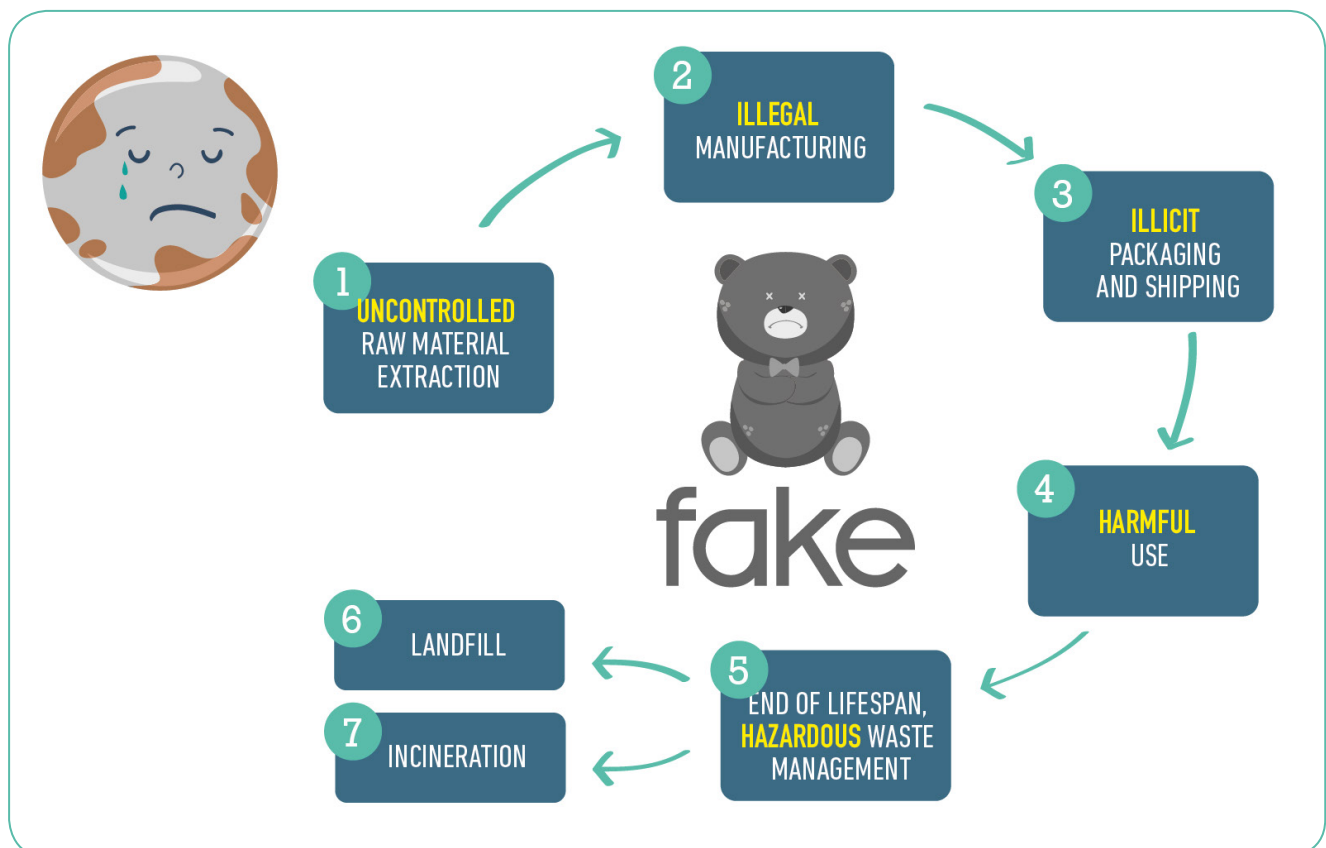 1
UNCONTROLLED
RAW MATERIAL
EXTRACTION
2
ILLEGAL
MANUFACTURING
3
ILLICIT
PACKAGING
AND SHIPPING
4
HARMFUL
USE
5
END OF LIFESPAN,
HAZARDOUS WASTE
MANAGEMENT
6
LANDFILL
7
INCINERATION
fake